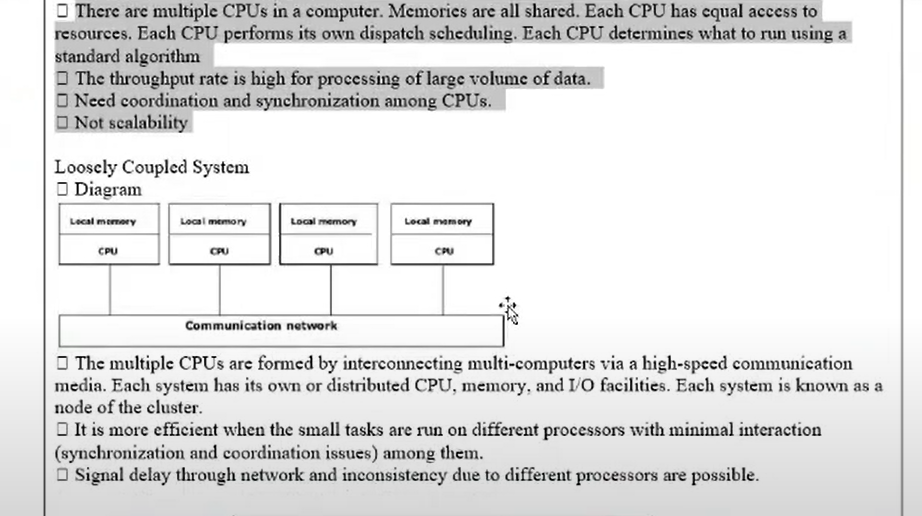 ☐ There are multiple CPUs in a computer. Memories are all shared. Each CPU has equal access to
resources. Each CPU performs its own dispatch scheduling. Each CPU determines what to run using a
standard algorithm
☐ The throughput rate is high for processing of large volume of data.
☐ Need coordination and synchronization among CPUs.
☐ Not scalability
Loosely Coupled System
☐ Diagram
Local memory Local memory Local memory Local memory
CPU CPU CPU CPU
Communication network
☐ The multiple CPUs are formed by interconnecting multi-computers via a high-speed communication
media. Each system has its own or distributed CPU, memory, and I/O facilities. Each system is known as a
node of the cluster.
☐ It is more efficient when the small tasks are run on different processors with minimal interaction
(synchronization and coordination issues) among them.
☐ Signal delay through network and inconsistency due to different processors are possible.